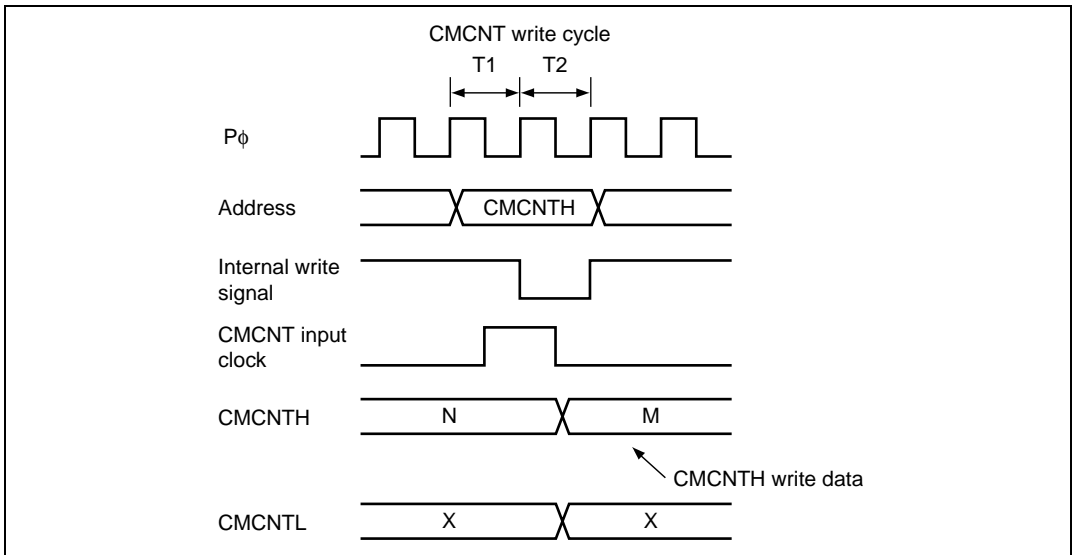 CMCNT write cycle
T1 T2
Pϕ
Address CMCNTH
Internal write
signal
CMCNT input
clock
CMCNTH N M
CMCNTH write data
CMCNTL X X